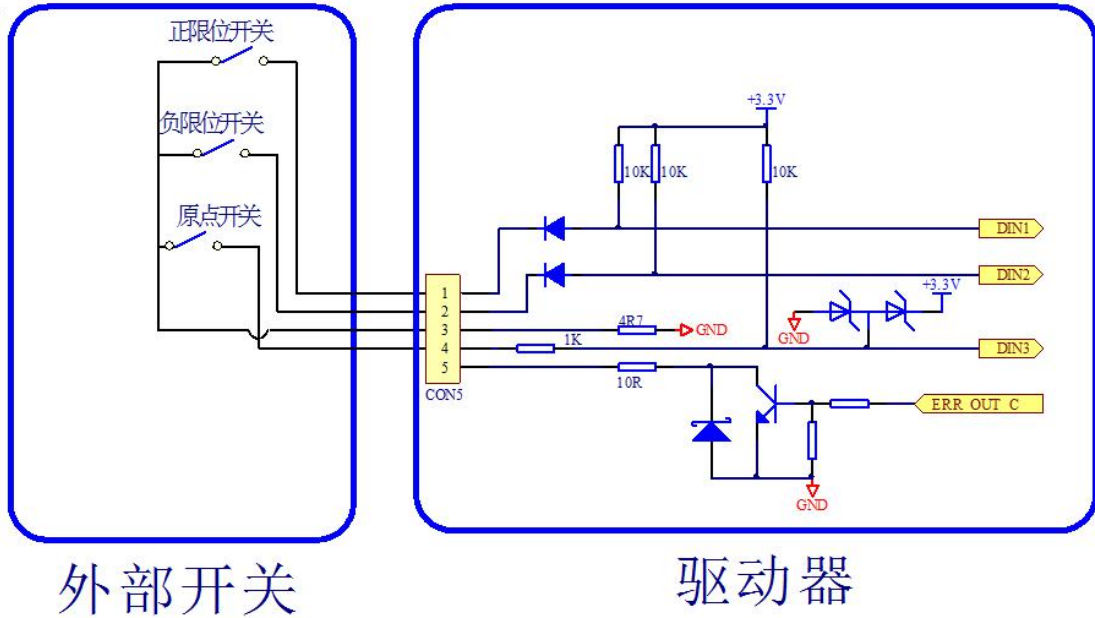 正限位开关
负限位开关
原点开关
+3.3V
10K
10K
10K
DIN1
DIN2
+3.3V
1
2
3
4
5
CON5
4R7
GND
GND
1K
DIN3
10R
ERR OUT C
GND
外部开关
驱动器